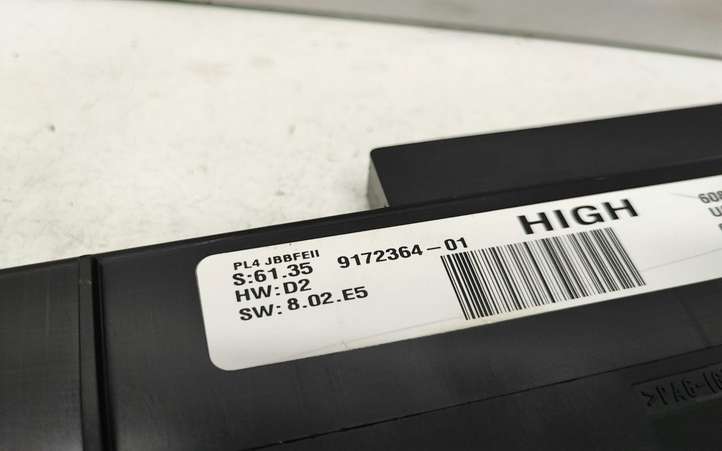 HIGH
PL4 JBBFEII
S:61.35 9172364-01
HW:D2
SW: 8.02.E5